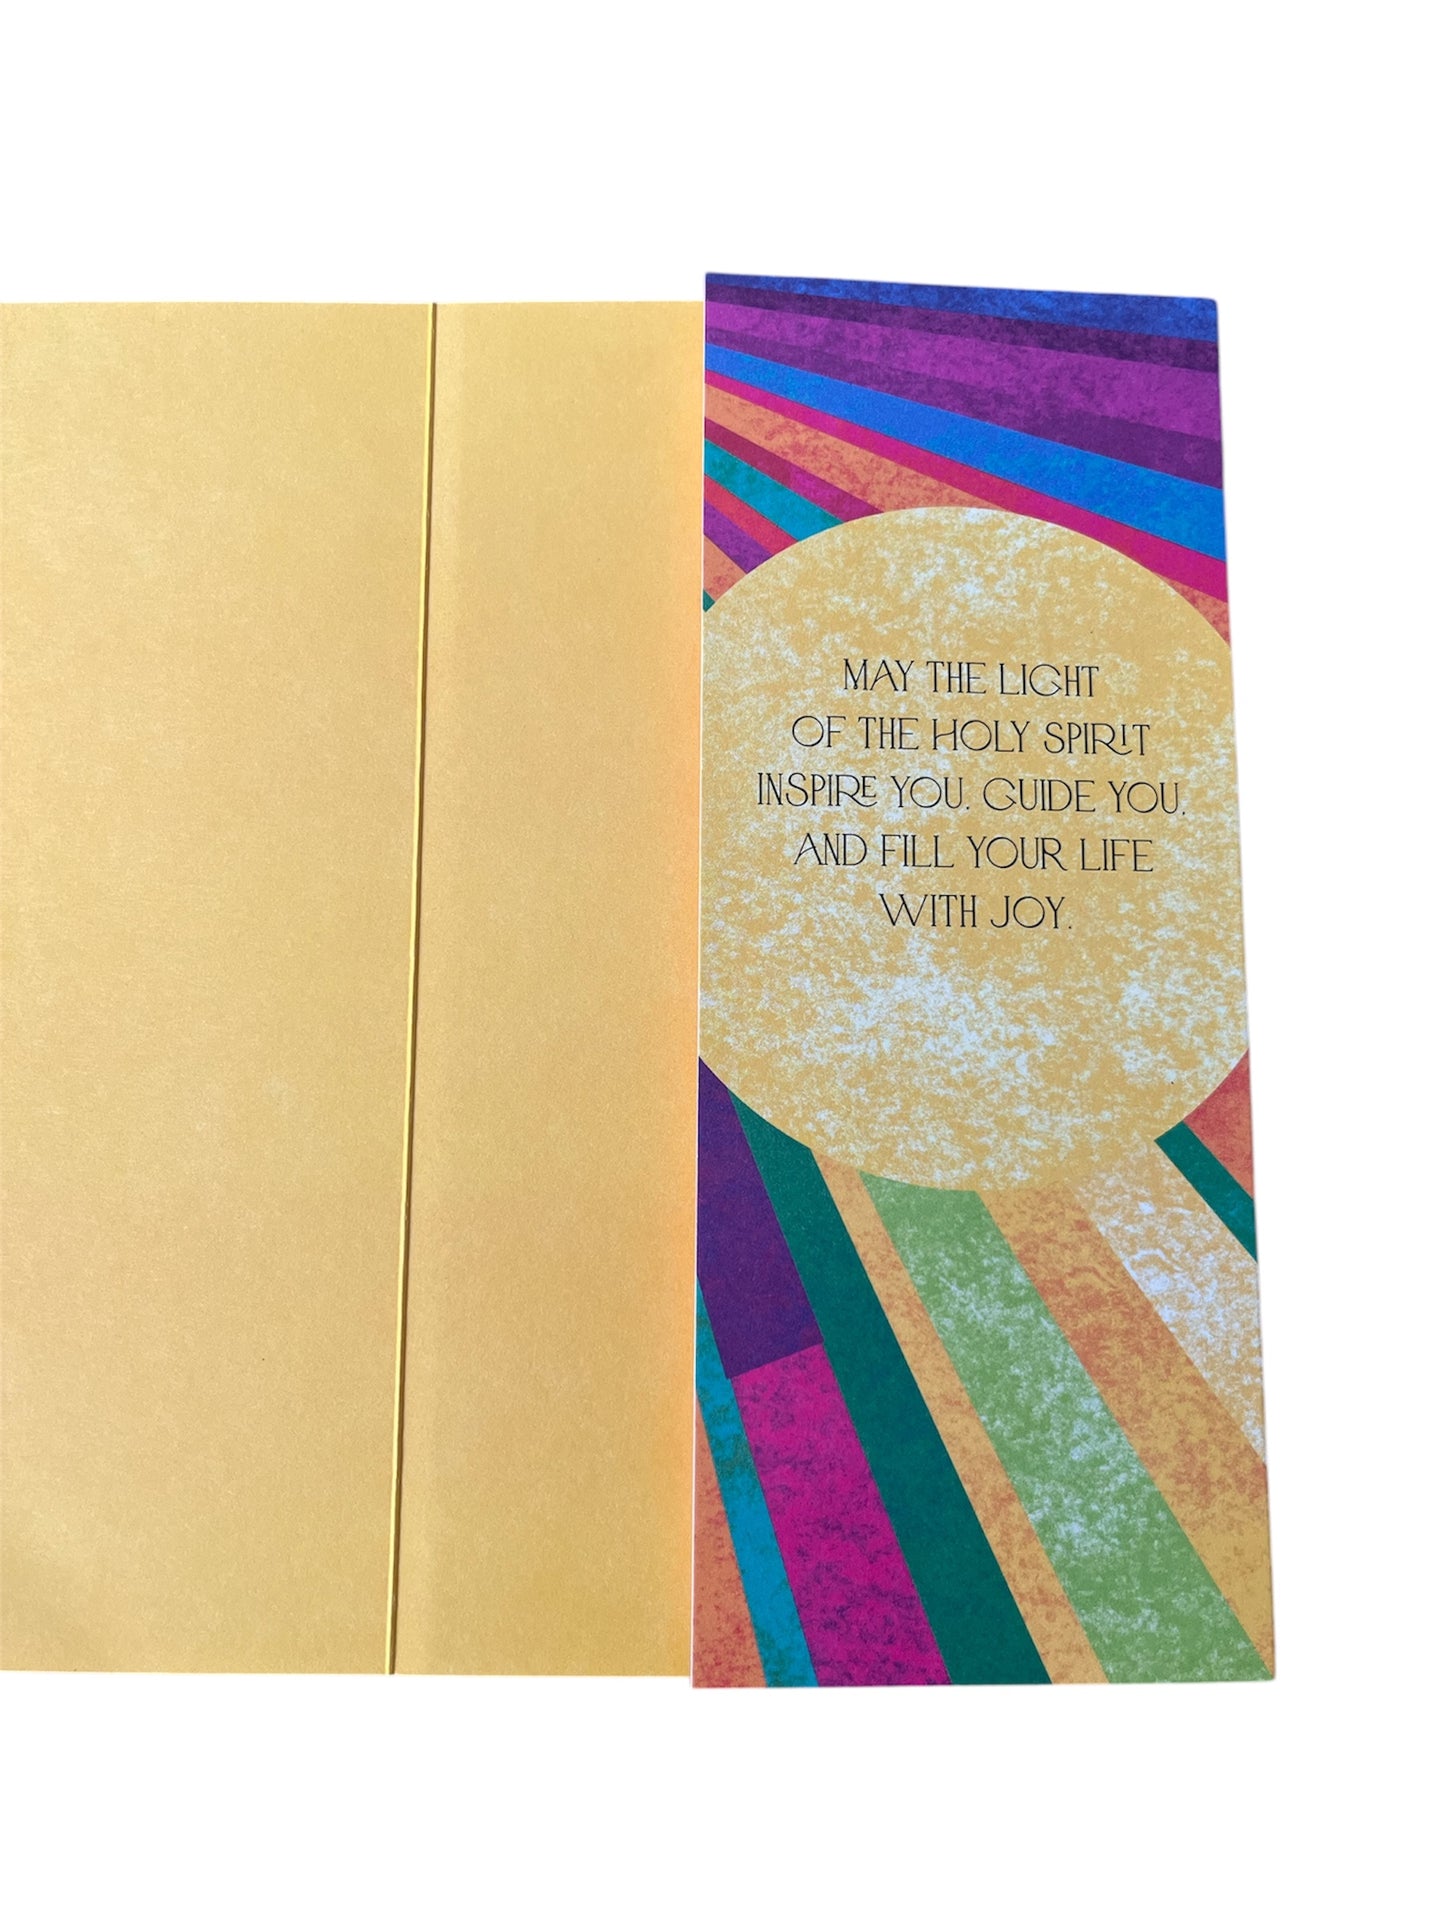 MAY THE LIGHT
OF THE HOLY SPIRIT
INSPIRE YOU, GUIDE YOU,
AND FILL YOUR LIFE
WITH JOY.